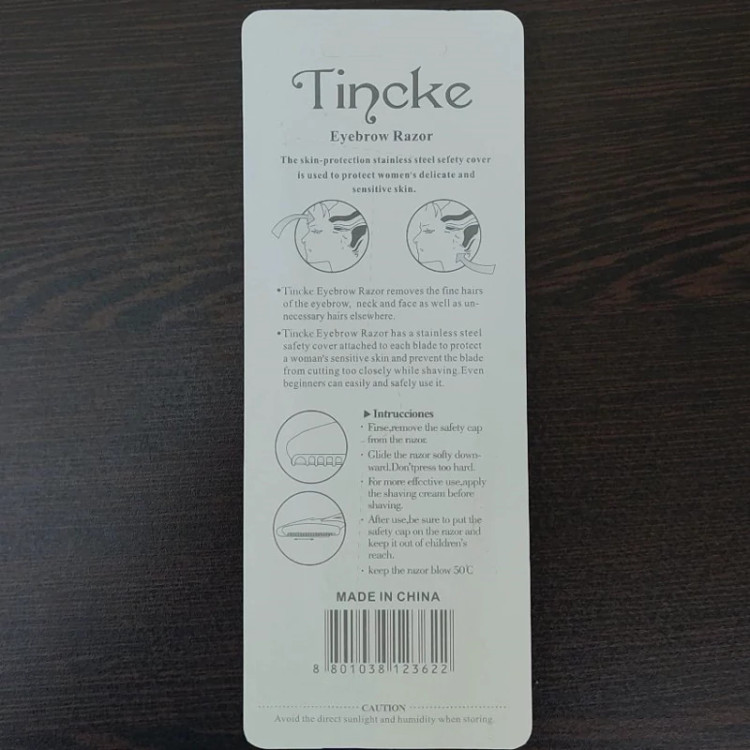 Tincke
Eyebrow Razor
The skin-protection stainless steel sefety cover
is used to protect women's delicate and
sensitive skin.
•Tincke Eyebrow Razor removes the fine hairs
of the eyebrow, neck and face as well as un-
necessary hairs elsewhere.
•Tincke Eyebrow Razor has a stainless steel
safety cover attached to each blade to protect
a woman's sensitive skin and prevent the blade
from cutting too closely while shaving.Even
beginners can easily and safely use it.
▶Intrucciones
· Firse,remove the safety cap
from the razor.
· Glide the razor softy down-
ward.Don'tpress too hard.
· For more effective use,apply
the shaving cream before
shaving.
· After use,be sure to put the
safety cap on the razor and
keep it out of children's
reach.
· keep the razor blow 50℃
MADE IN CHINA
8 801038 123622
CAUTION
Avoid the direct sunlight and humidity when storing.